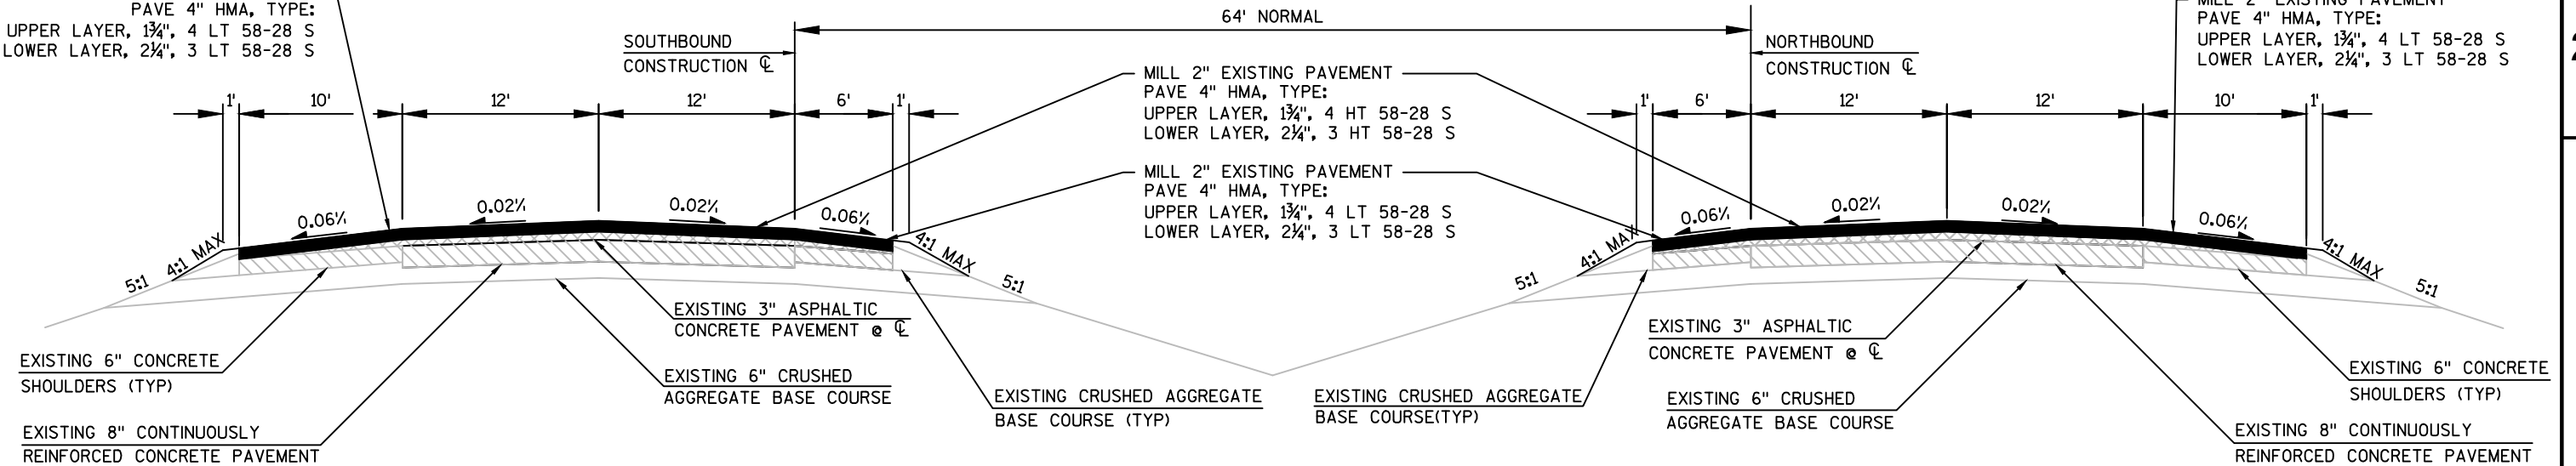 PAVE 4" HMA, TYPE:
UPPER LAYER, 1¾", 4 LT 58-28 S
LOWER LAYER, 2¼", 3 LT 58-28 S
SOUTHBOUND
CONSTRUCTION ℄
64' NORMAL
NORTHBOUND
CONSTRUCTION ℄
MILL 2" EXISTING PAVEMENT
PAVE 4" HMA, TYPE:
UPPER LAYER, 1¾", 4 LT 58-28 S
LOWER LAYER, 2¼", 3 LT 58-28 S
MILL 2" EXISTING PAVEMENT
PAVE 4" HMA, TYPE:
UPPER LAYER, 1¾", 4 HT 58-28 S
LOWER LAYER, 2¼", 3 HT 58-28 S
MILL 2" EXISTING PAVEMENT
PAVE 4" HMA, TYPE:
UPPER LAYER, 1¾", 4 LT 58-28 S
LOWER LAYER, 2¼", 3 LT 58-28 S
1' 10' 12' 12' 6' 1'
1' 6' 12' 12' 10' 1'
0.06'/' 0.02'/' 0.02'/' 0.06'/'
0.06'/' 0.02'/' 0.02'/' 0.06'/'
5:1 4:1 MAX 4:1 MAX 5:1
5:1 4:1 MAX 4:1 MAX 5:1
EXISTING 6" CONCRETE
SHOULDERS (TYP)
EXISTING 8" CONTINUOUSLY
REINFORCED CONCRETE PAVEMENT
EXISTING 3" ASPHALTIC
CONCRETE PAVEMENT @ ℄
EXISTING 6" CRUSHED
AGGREGATE BASE COURSE
EXISTING CRUSHED AGGREGATE
BASE COURSE (TYP)
EXISTING CRUSHED AGGREGATE
BASE COURSE(TYP)
EXISTING 3" ASPHALTIC
CONCRETE PAVEMENT @ ℄
EXISTING 6" CRUSHED
AGGREGATE BASE COURSE
EXISTING 6" CONCRETE
SHOULDERS (TYP)
EXISTING 8" CONTINUOUSLY
REINFORCED CONCRETE PAVEMENT